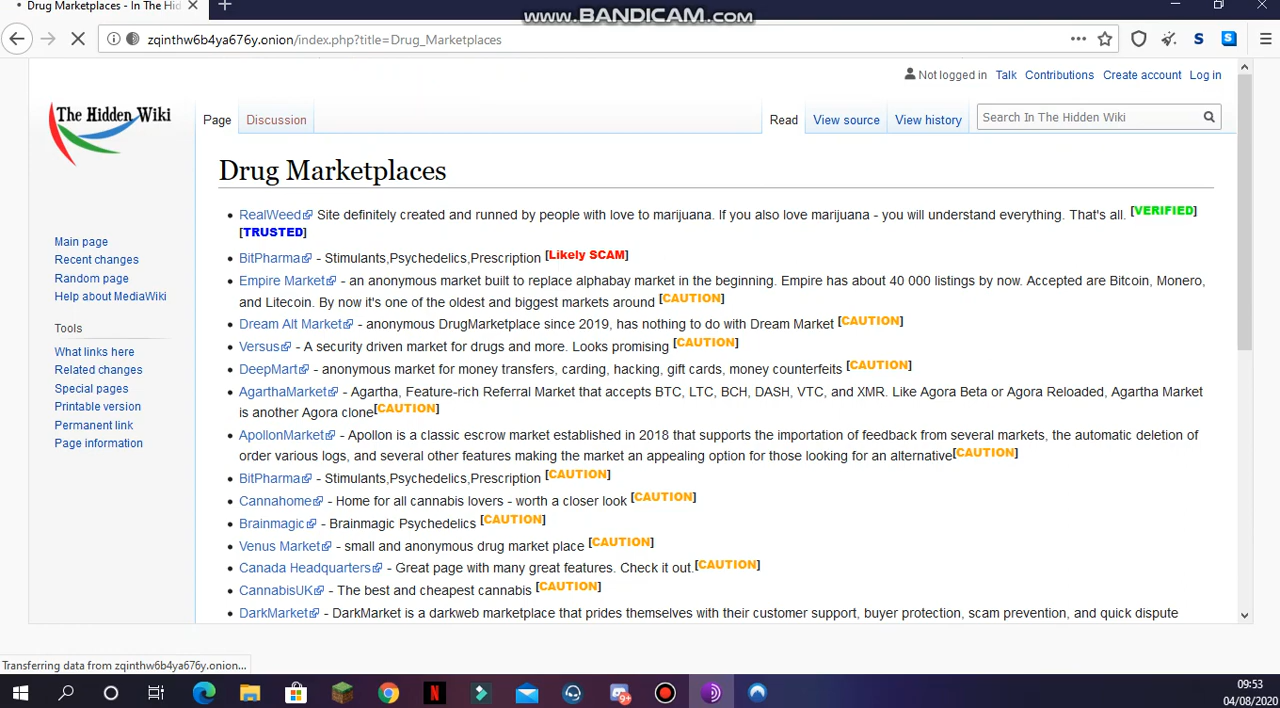 Drug Marketplaces - In The Hid
www.BANDICAM.com
zqinthw6b4ya676y.onion/index.php?title=Drug_Marketplaces
Not logged in Talk Contributions Create account Log in
The Hidden Wiki
Page Discussion Read View source View history Search In The Hidden Wiki
Drug Marketplaces
RealWeed Site definitely created and runned by people with love to marijuana. If you also love marijuana - you will understand everything. That's all. [VERIFIED]
[TRUSTED]
BitPharma - Stimulants,Psychedelics,Prescription [Likely SCAM]
Empire Market - an anonymous market built to replace alphabay market in the beginning. Empire has about 40 000 listings by now. Accepted are Bitcoin, Monero,
and Litecoin. By now it's one of the oldest and biggest markets around [CAUTION]
Dream Alt Market - anonymous DrugMarketplace since 2019, has nothing to do with Dream Market [CAUTION]
Versus - A security driven market for drugs and more. Looks promising [CAUTION]
DeepMart - anonymous market for money transfers, carding, hacking, gift cards, money counterfeits [CAUTION]
AgarthaMarket - Agartha, Feature-rich Referral Market that accepts BTC, LTC, BCH, DASH, VTC, and XMR. Like Agora Beta or Agora Reloaded, Agartha Market
is another Agora clone[CAUTION]
ApollonMarket - Apollon is a classic escrow market established in 2018 that supports the importation of feedback from several markets, the automatic deletion of
order various logs, and several other features making the market an appealing option for those looking for an alternative[CAUTION]
BitPharma - Stimulants,Psychedelics,Prescription [CAUTION]
Cannahome - Home for all cannabis lovers - worth a closer look [CAUTION]
Brainmagic - Brainmagic Psychedelics [CAUTION]
Venus Market - small and anonymous drug market place [CAUTION]
Canada Headquarters - Great page with many great features. Check it out.[CAUTION]
CannabisUK - The best and cheapest cannabis [CAUTION]
DarkMarket - DarkMarket is a darkweb marketplace that prides themselves with their customer support, buyer protection, scam prevention, and quick dispute
Main page
Recent changes
Random page
Help about MediaWiki
Tools
What links here
Related changes
Special pages
Printable version
Permanent link
Page information
Transferring data from zqinthw6b4ya676y.onion...
N
9+
09:53
04/08/2020